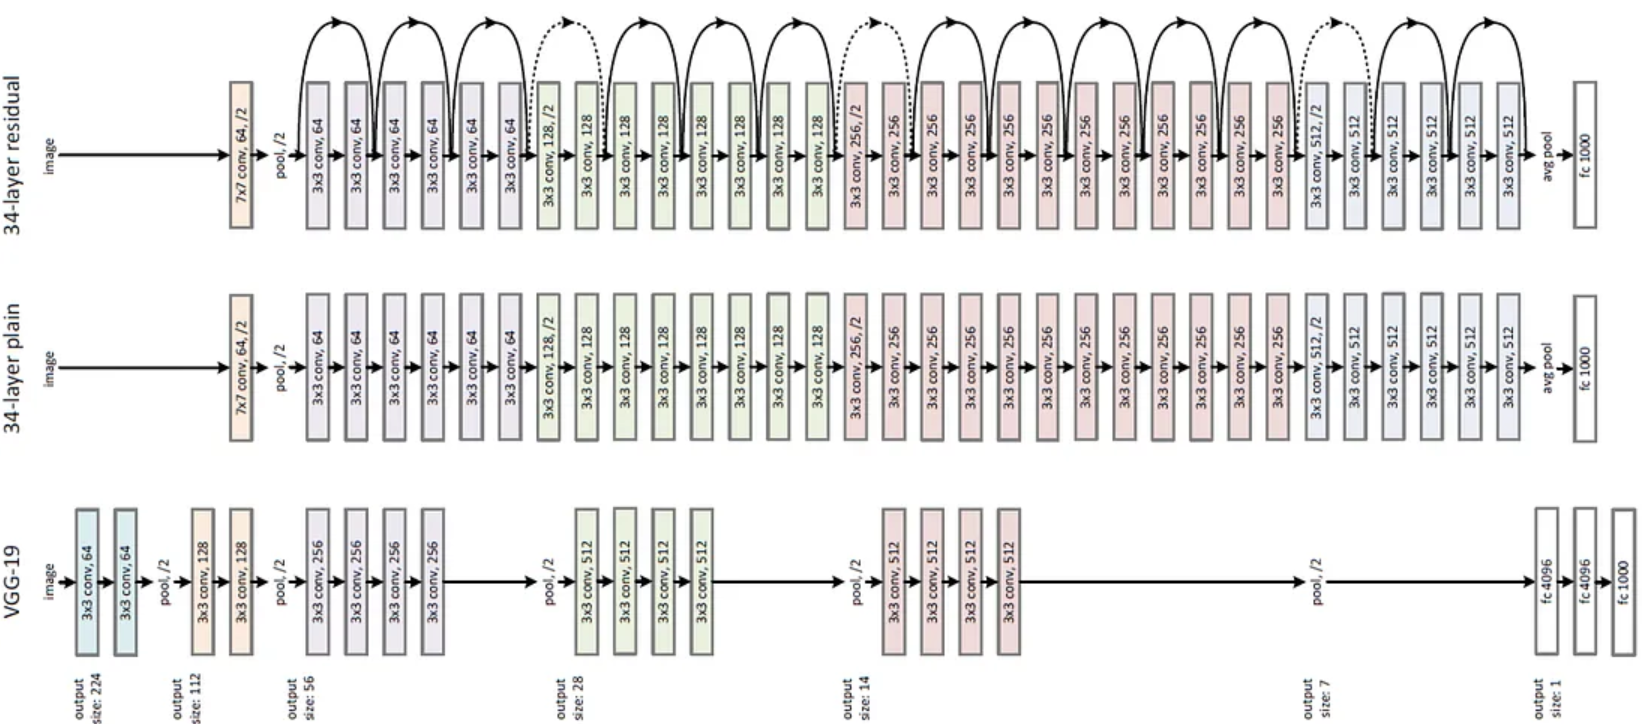 34-layer residual
image
7x7 conv, 64, /2
pool, /2
3x3 conv, 64
3x3 conv, 64
3x3 conv, 64
3x3 conv, 64
3x3 conv, 64
3x3 conv, 64
3x3 conv, 128, /2
3x3 conv, 128
3x3 conv, 128
3x3 conv, 128
3x3 conv, 128
3x3 conv, 128
3x3 conv, 128
3x3 conv, 128
3x3 conv, 256, /2
3x3 conv, 256
3x3 conv, 256
3x3 conv, 256
3x3 conv, 256
3x3 conv, 256
3x3 conv, 256
3x3 conv, 256
3x3 conv, 256
3x3 conv, 256
3x3 conv, 256
3x3 conv, 256
3x3 conv, 512, /2
3x3 conv, 512
3x3 conv, 512
3x3 conv, 512
3x3 conv, 512
3x3 conv, 512
avg pool
fc 1000
34-layer plain
image
7x7 conv, 64, /2
pool, /2
3x3 conv, 64
3x3 conv, 64
3x3 conv, 64
3x3 conv, 64
3x3 conv, 64
3x3 conv, 64
3x3 conv, 128, /2
3x3 conv, 128
3x3 conv, 128
3x3 conv, 128
3x3 conv, 128
3x3 conv, 128
3x3 conv, 128
3x3 conv, 128
3x3 conv, 256, /2
3x3 conv, 256
3x3 conv, 256
3x3 conv, 256
3x3 conv, 256
3x3 conv, 256
3x3 conv, 256
3x3 conv, 256
3x3 conv, 256
3x3 conv, 256
3x3 conv, 256
3x3 conv, 256
3x3 conv, 512, /2
3x3 conv, 512
3x3 conv, 512
3x3 conv, 512
3x3 conv, 512
3x3 conv, 512
avg pool
fc 1000
VGG-19
image
3x3 conv, 64
3x3 conv, 64
pool, /2
3x3 conv, 128
3x3 conv, 128
pool, /2
3x3 conv, 256
3x3 conv, 256
3x3 conv, 256
3x3 conv, 256
pool, /2
3x3 conv, 512
3x3 conv, 512
3x3 conv, 512
3x3 conv, 512
pool, /2
3x3 conv, 512
3x3 conv, 512
3x3 conv, 512
3x3 conv, 512
pool, /2
fc 4096
fc 4096
fc 1000
output
size: 224
output
size: 112
output
size: 56
output
size: 28
output
size: 14
output
size: 7
output
size: 1